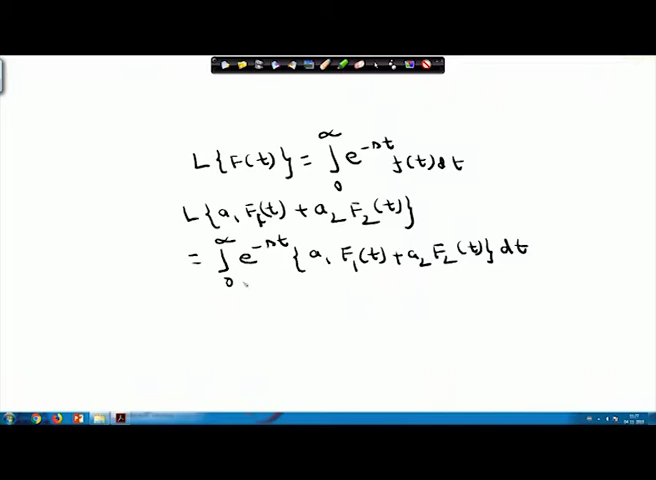 L{F(t)} = ∫₀^∞ e^{-st} f(t)dt
L{a₁F₁(t) + a₂F₂(t)}
= ∫₀^∞ e^{-st} {a₁F₁(t) + a₂F₂(t)} dt